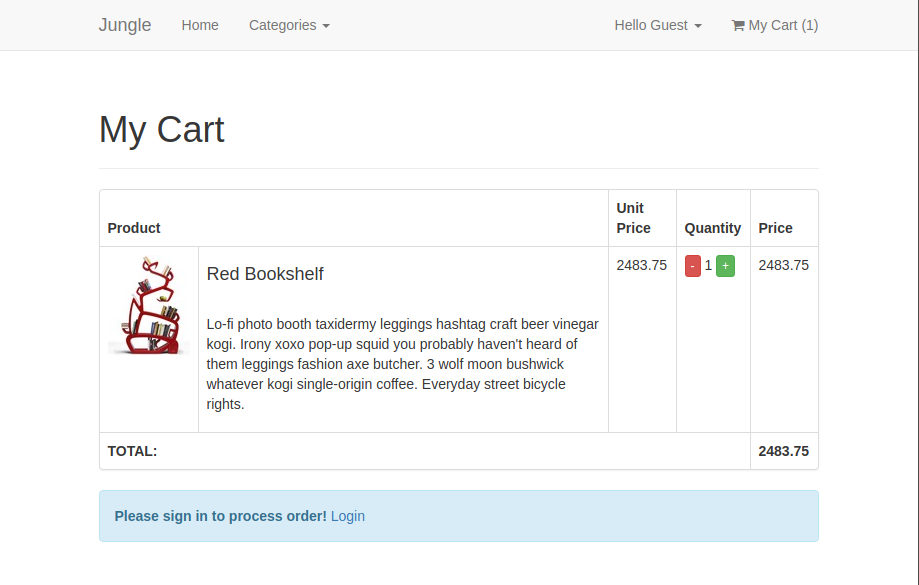 Jungle Home Categories Hello Guest My Cart (1)
My Cart
Product Unit Price Quantity Price
Red Bookshelf 2483.75 - 1 + 2483.75
Lo-fi photo booth taxidermy leggings hashtag craft beer vinegar
kogi. Irony xoxo pop-up squid you probably haven't heard of
them leggings fashion axe butcher. 3 wolf moon bushwick
whatever kogi single-origin coffee. Everyday street bicycle
rights.
TOTAL: 2483.75
Please sign in to process order! Login